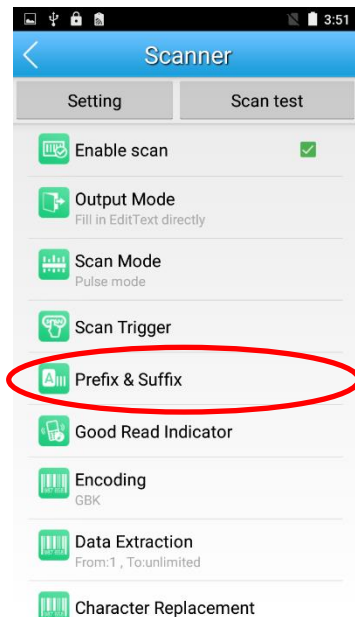 3:51
Scanner
Setting Scan test
Enable scan
Output Mode
Fill in EditText directly
Scan Mode
Pulse mode
Scan Trigger
Prefix & Suffix
Good Read Indicator
Encoding
GBK
Data Extraction
From:1 , To:unlimited
Character Replacement